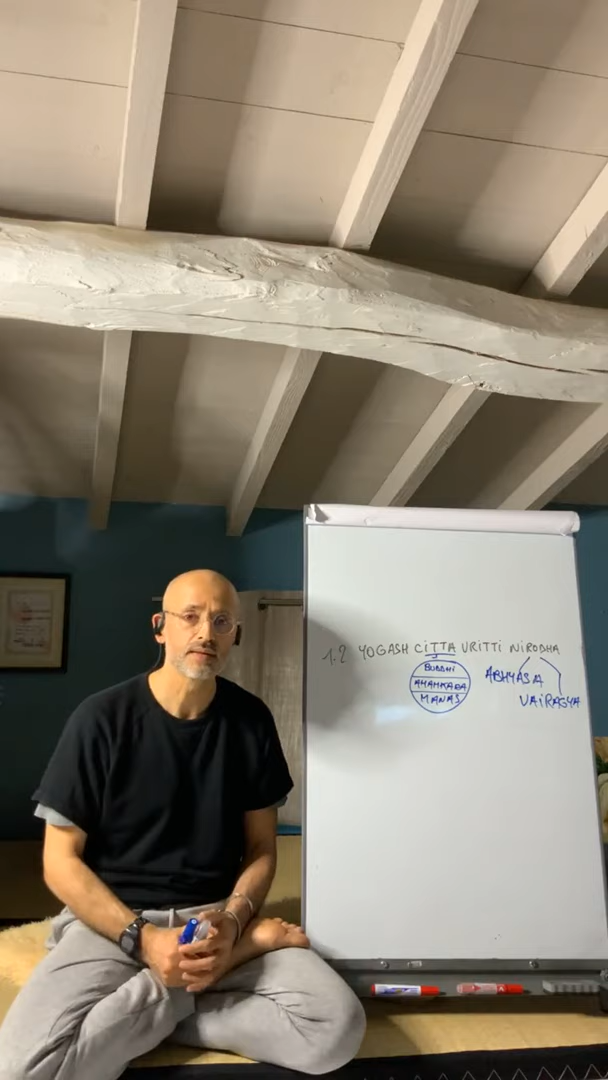 1.2 YOGASH CITTA VRITTI NIRODHA
BUDDHI
AHAMKARA
MANAS
ABHYASA
VAIRAGYA